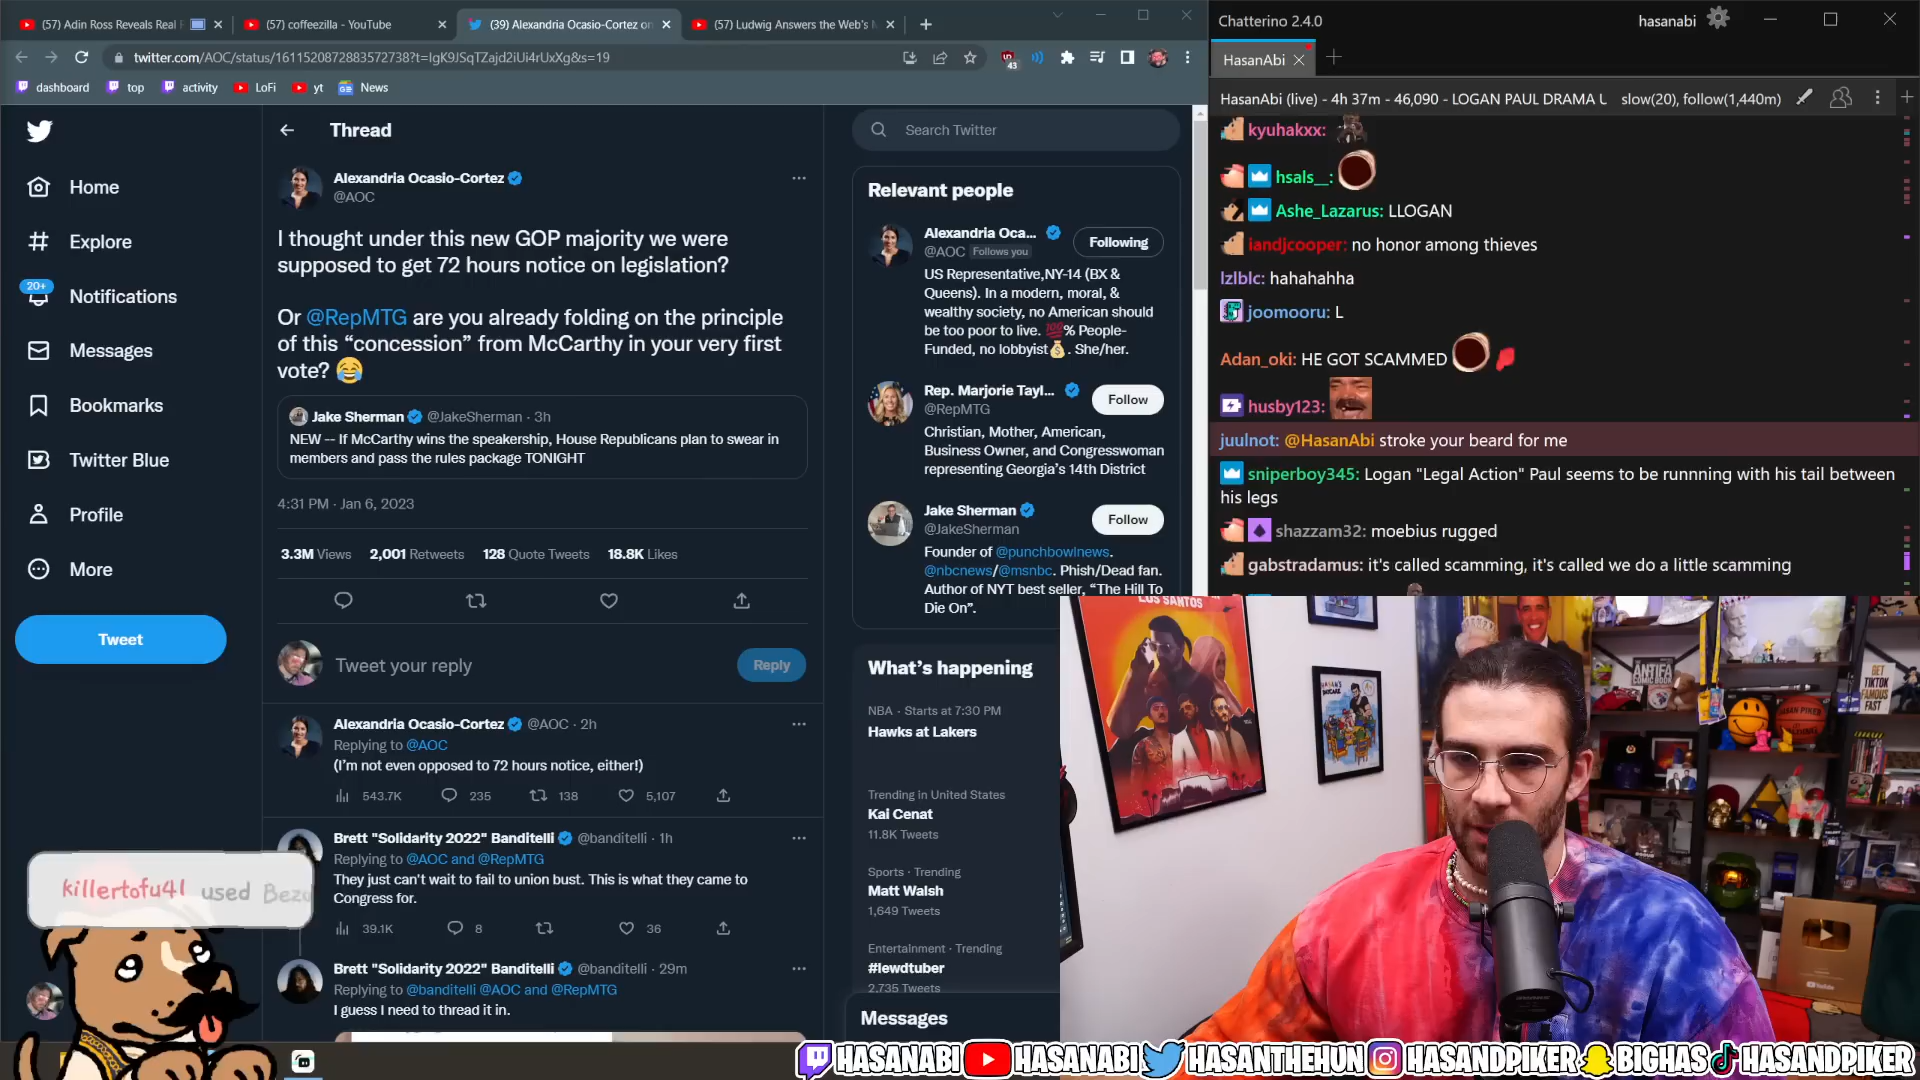 (57) Adin Ross Reveals Real
(57) coffeezilla - YouTube
(39) Alexandria Ocasio-Cortez on
(57) Ludwig Answers the Web's
twitter.com/AOC/status/1611520872883572738?t=IgK9JSqTZajd2iUi4rUxXg&s=19
43
dashboard
top
activity
LoFi
yt
News
Home
Explore
20+
Notifications
Messages
Bookmarks
Twitter Blue
Profile
More
Tweet
Thread
Alexandria Ocasio-Cortez
@AOC
I thought under this new GOP majority we were
supposed to get 72 hours notice on legislation?
Or @RepMTG are you already folding on the principle
of this “concession” from McCarthy in your very first
vote? 😂
Jake Sherman @JakeSherman · 3h
NEW -- If McCarthy wins the speakership, House Republicans plan to swear in
members and pass the rules package TONIGHT
4:31 PM · Jan 6, 2023
3.3M Views 2,001 Retweets 128 Quote Tweets 18.8K Likes
Tweet your reply
Reply
Alexandria Ocasio-Cortez @AOC · 2h
Replying to @AOC
(I’m not even opposed to 72 hours notice, either!)
543.7K 235 138 5,107
Brett "Solidarity 2022" Banditelli @banditelli · 1h
Replying to @AOC and @RepMTG
They just can’t wait to fail to union bust. This is what they came to
Congress for.
39.1K 8 36
Brett "Solidarity 2022" Banditelli @banditelli · 29m
Replying to @banditelli @AOC and @RepMTG
I guess I need to thread it in.
Search Twitter
Relevant people
Alexandria Oca...
@AOC Follows you
Following
US Representative,NY-14 (BX &
Queens). In a modern, moral, &
wealthy society, no American should
be too poor to live. 💯% People-
Funded, no lobbyist💰. She/her.
Rep. Marjorie Tayl...
@RepMTG
Follow
Christian, Mother, American,
Business Owner, and Congresswoman
representing Georgia’s 14th District
Jake Sherman
@JakeSherman
Follow
Founder of @punchbowlnews.
@nbcnews/@msnbc. Phish/Dead fan.
Author of NYT best seller, “The Hill To
Die On”.
What’s happening
NBA · Starts at 7:30 PM
Hawks at Lakers
Trending in United States
Kai Cenat
11.8K Tweets
Sports · Trending
Matt Walsh
1,649 Tweets
Entertainment · Trending
#lewdtuber
2,735 Tweets
Messages
Chatterino 2.4.0
hasanabi
HasanAbi
HasanAbi (live) - 4h 37m - 46,090 - LOGAN PAUL DRAMA U
slow(20), follow(1,440m)
kyuhakxx:
hsals__:
Ashe_Lazarus: LLOGAN
iandjcooper: no honor among thieves
lzlblc: hahahahha
joomooru: L
Adan_oki: HE GOT SCAMMED
husby123:
juulnot: @HasanAbi stroke your beard for me
sniperboy345: Logan "Legal Action" Paul seems to be runnning with his tail between
his legs
shazzam32: moebius rugged
gabstradamus: it's called scamming, it's called we do a little scamming
LOS SANTOS
ANTIFA
COMIC BOOK
GET
TIKTOK
FAMOUS
FAST
HASAN PIKER
YouTube
killertofu41 used
HASANABI HASANABI HASANTHEHUN HASANDPIKER BIGHAS HASANDPIKER